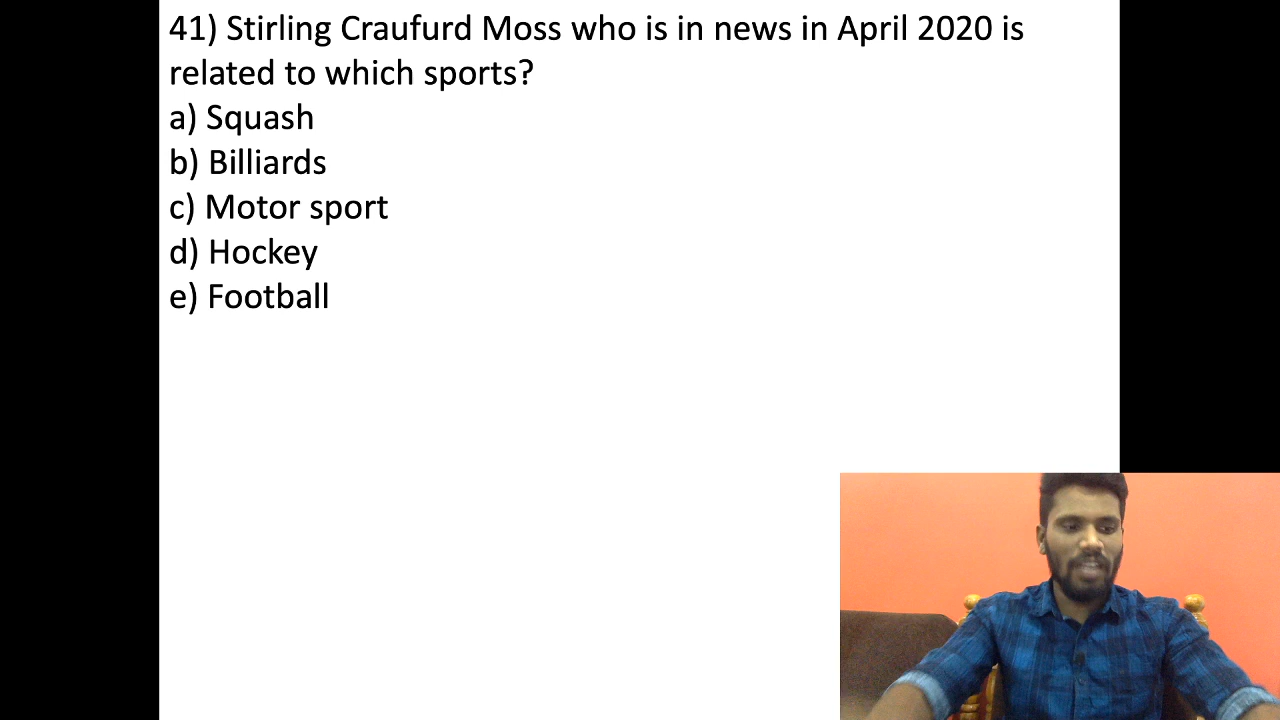 41) Stirling Craufurd Moss who is in news in April 2020 is
related to which sports?
a) Squash
b) Billiards
c) Motor sport
d) Hockey
e) Football